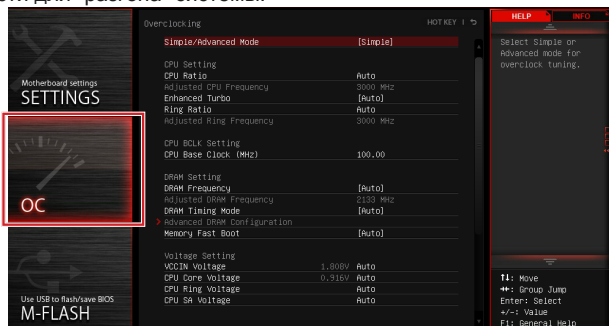 для "разгона" системы.
Overclocking HOT KEY
HELP INFO
Simple/Advanced Mode [Simple]
Select Simple or
Advanced mode for
overclock tuning.
Motherboard settings
SETTINGS
OC
Use USB to flash/save BIOS
M-FLASH
CPU Setting
CPU Ratio Auto
Adjusted CPU Frequency 3000 MHz
Enhanced Turbo [Auto]
Ring Ratio Auto
Adjusted Ring Frequency 3000 MHz
CPU BCLK Setting
CPU Base Clock (MHz) 100.00
DRAM Setting
DRAM Frequency [Auto]
Adjusted DRAM Frequency 2133 MHz
DRAM Timing Mode [Auto]
> Advanced DRAM Configuration
Memory Fast Boot [Auto]
Voltage Setting
VCCIN Voltage 1.808V Auto
CPU Core Voltage 0.916V Auto
CPU Ring Voltage Auto
CPU SA Voltage Auto
↑↓: Move
→←: Group Jump
Enter: Select
+/-: Value
F1: General Help